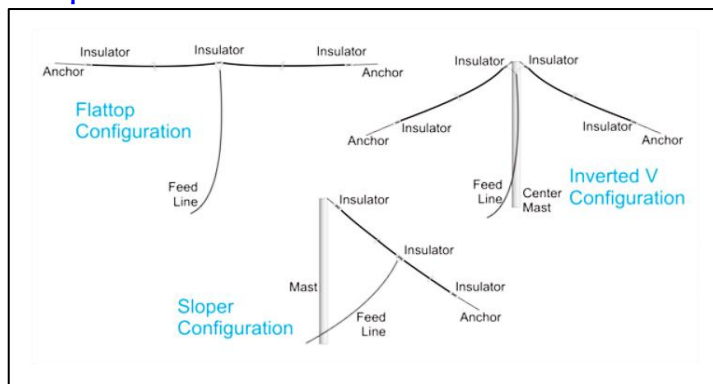 Insulator
Insulator
Insulator
Anchor
Anchor
Flattop
Configuration
Feed
Line
Insulator
Insulator
Insulator
Insulator
Anchor
Anchor
Feed
Line
Center
Mast
Inverted V
Configuration
Insulator
Insulator
Insulator
Mast
Feed
Line
Anchor
Sloper
Configuration